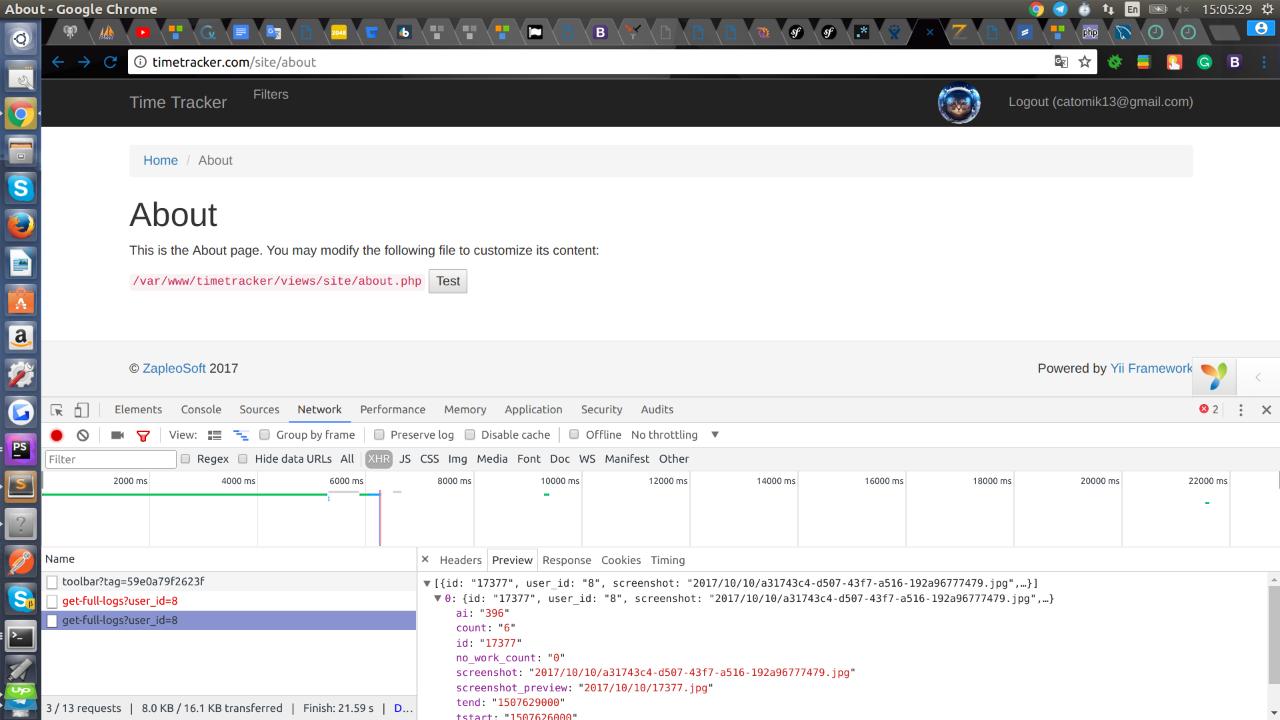 About - Google Chrome
En
15:05:29
timetracker.com/site/about
Time Tracker
Filters
Logout (catomik13@gmail.com)
Home / About
About
This is the About page. You may modify the following file to customize its content:
/var/www/timetracker/views/site/about.php
Test
© ZapleoSoft 2017
Powered by Yii Framework
Elements Console Sources Network Performance Memory Application Security Audits
2
View:
Group by frame
Preserve log
Disable cache
Offline
No throttling
Filter
Regex
Hide data URLs
All XHR JS CSS Img Media Font Doc WS Manifest Other
2000 ms 4000 ms 6000 ms 8000 ms 10000 ms 12000 ms 14000 ms 16000 ms 18000 ms 20000 ms 22000 ms
Name
toolbar?tag=59e0a79f2623f
get-full-logs?user_id=8
get-full-logs?user_id=8
3 / 13 requests | 8.0 KB / 16.1 KB transferred | Finish: 21.59 s | D…
Headers Preview Response Cookies Timing
[{id: "17377", user_id: "8", screenshot: "2017/10/10/a31743c4-d507-43f7-a516-192a96777479.jpg",…}]
0: {id: "17377", user_id: "8", screenshot: "2017/10/10/a31743c4-d507-43f7-a516-192a96777479.jpg",…}
ai: "396"
count: "6"
id: "17377"
no_work_count: "0"
screenshot: "2017/10/10/a31743c4-d507-43f7-a516-192a96777479.jpg"
screenshot_preview: "2017/10/10/17377.jpg"
tend: "1507629000"
tstart: "1507626000"